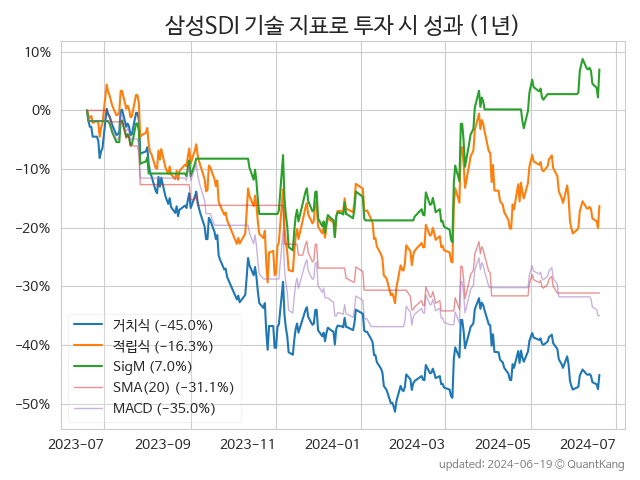 삼성SDI 기술 지표로 투자 시 성과 (1년)
10%
0%
−10%
−20%
−30%
−40%
−50%
거치식 (−45.0%)
적립식 (−16.3%)
SigM (7.0%)
SMA(20) (−31.1%)
MACD (−35.0%)
2023-07 2023-09 2023-11 2024-01 2024-03 2024-05 2024-07
updated: 2024-06-19 ⓒ QuantKang